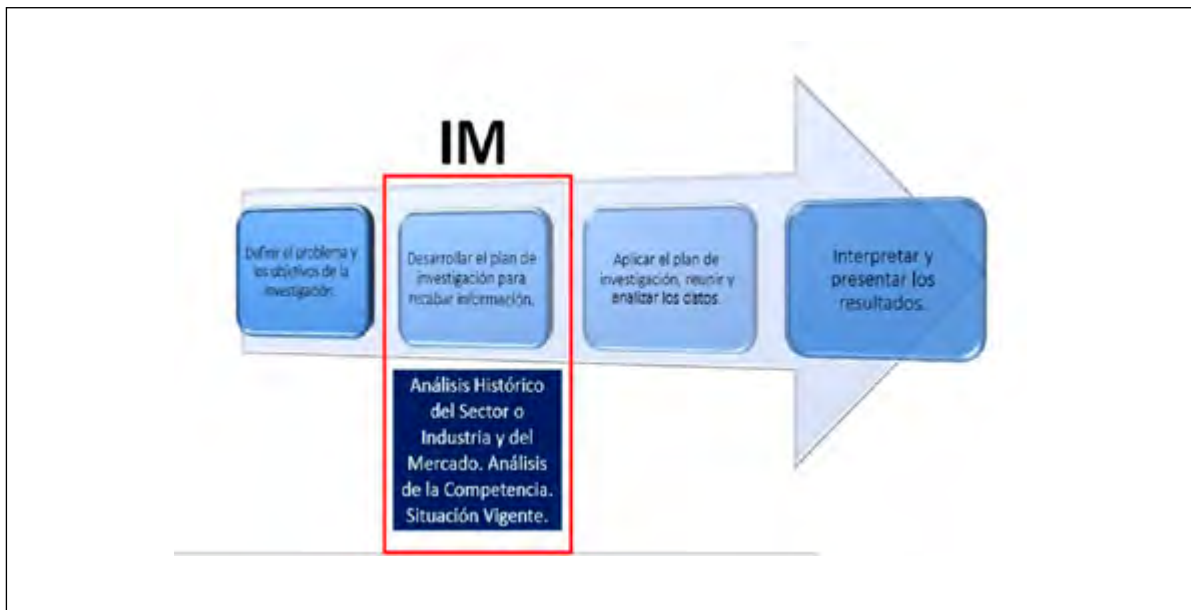 IM
Definir el problema y
los objetivos de la
investigación.
Desarrollar el plan de
investigación para
recabar información.
Aplicar el plan de
investigación, reunir y
analizar los datos.
Interpretar y
presentar los
resultados.
Análisis Histórico
del Sector o
Industria y del
Mercado. Análisis
de la Competencia.
Situación Vigente.